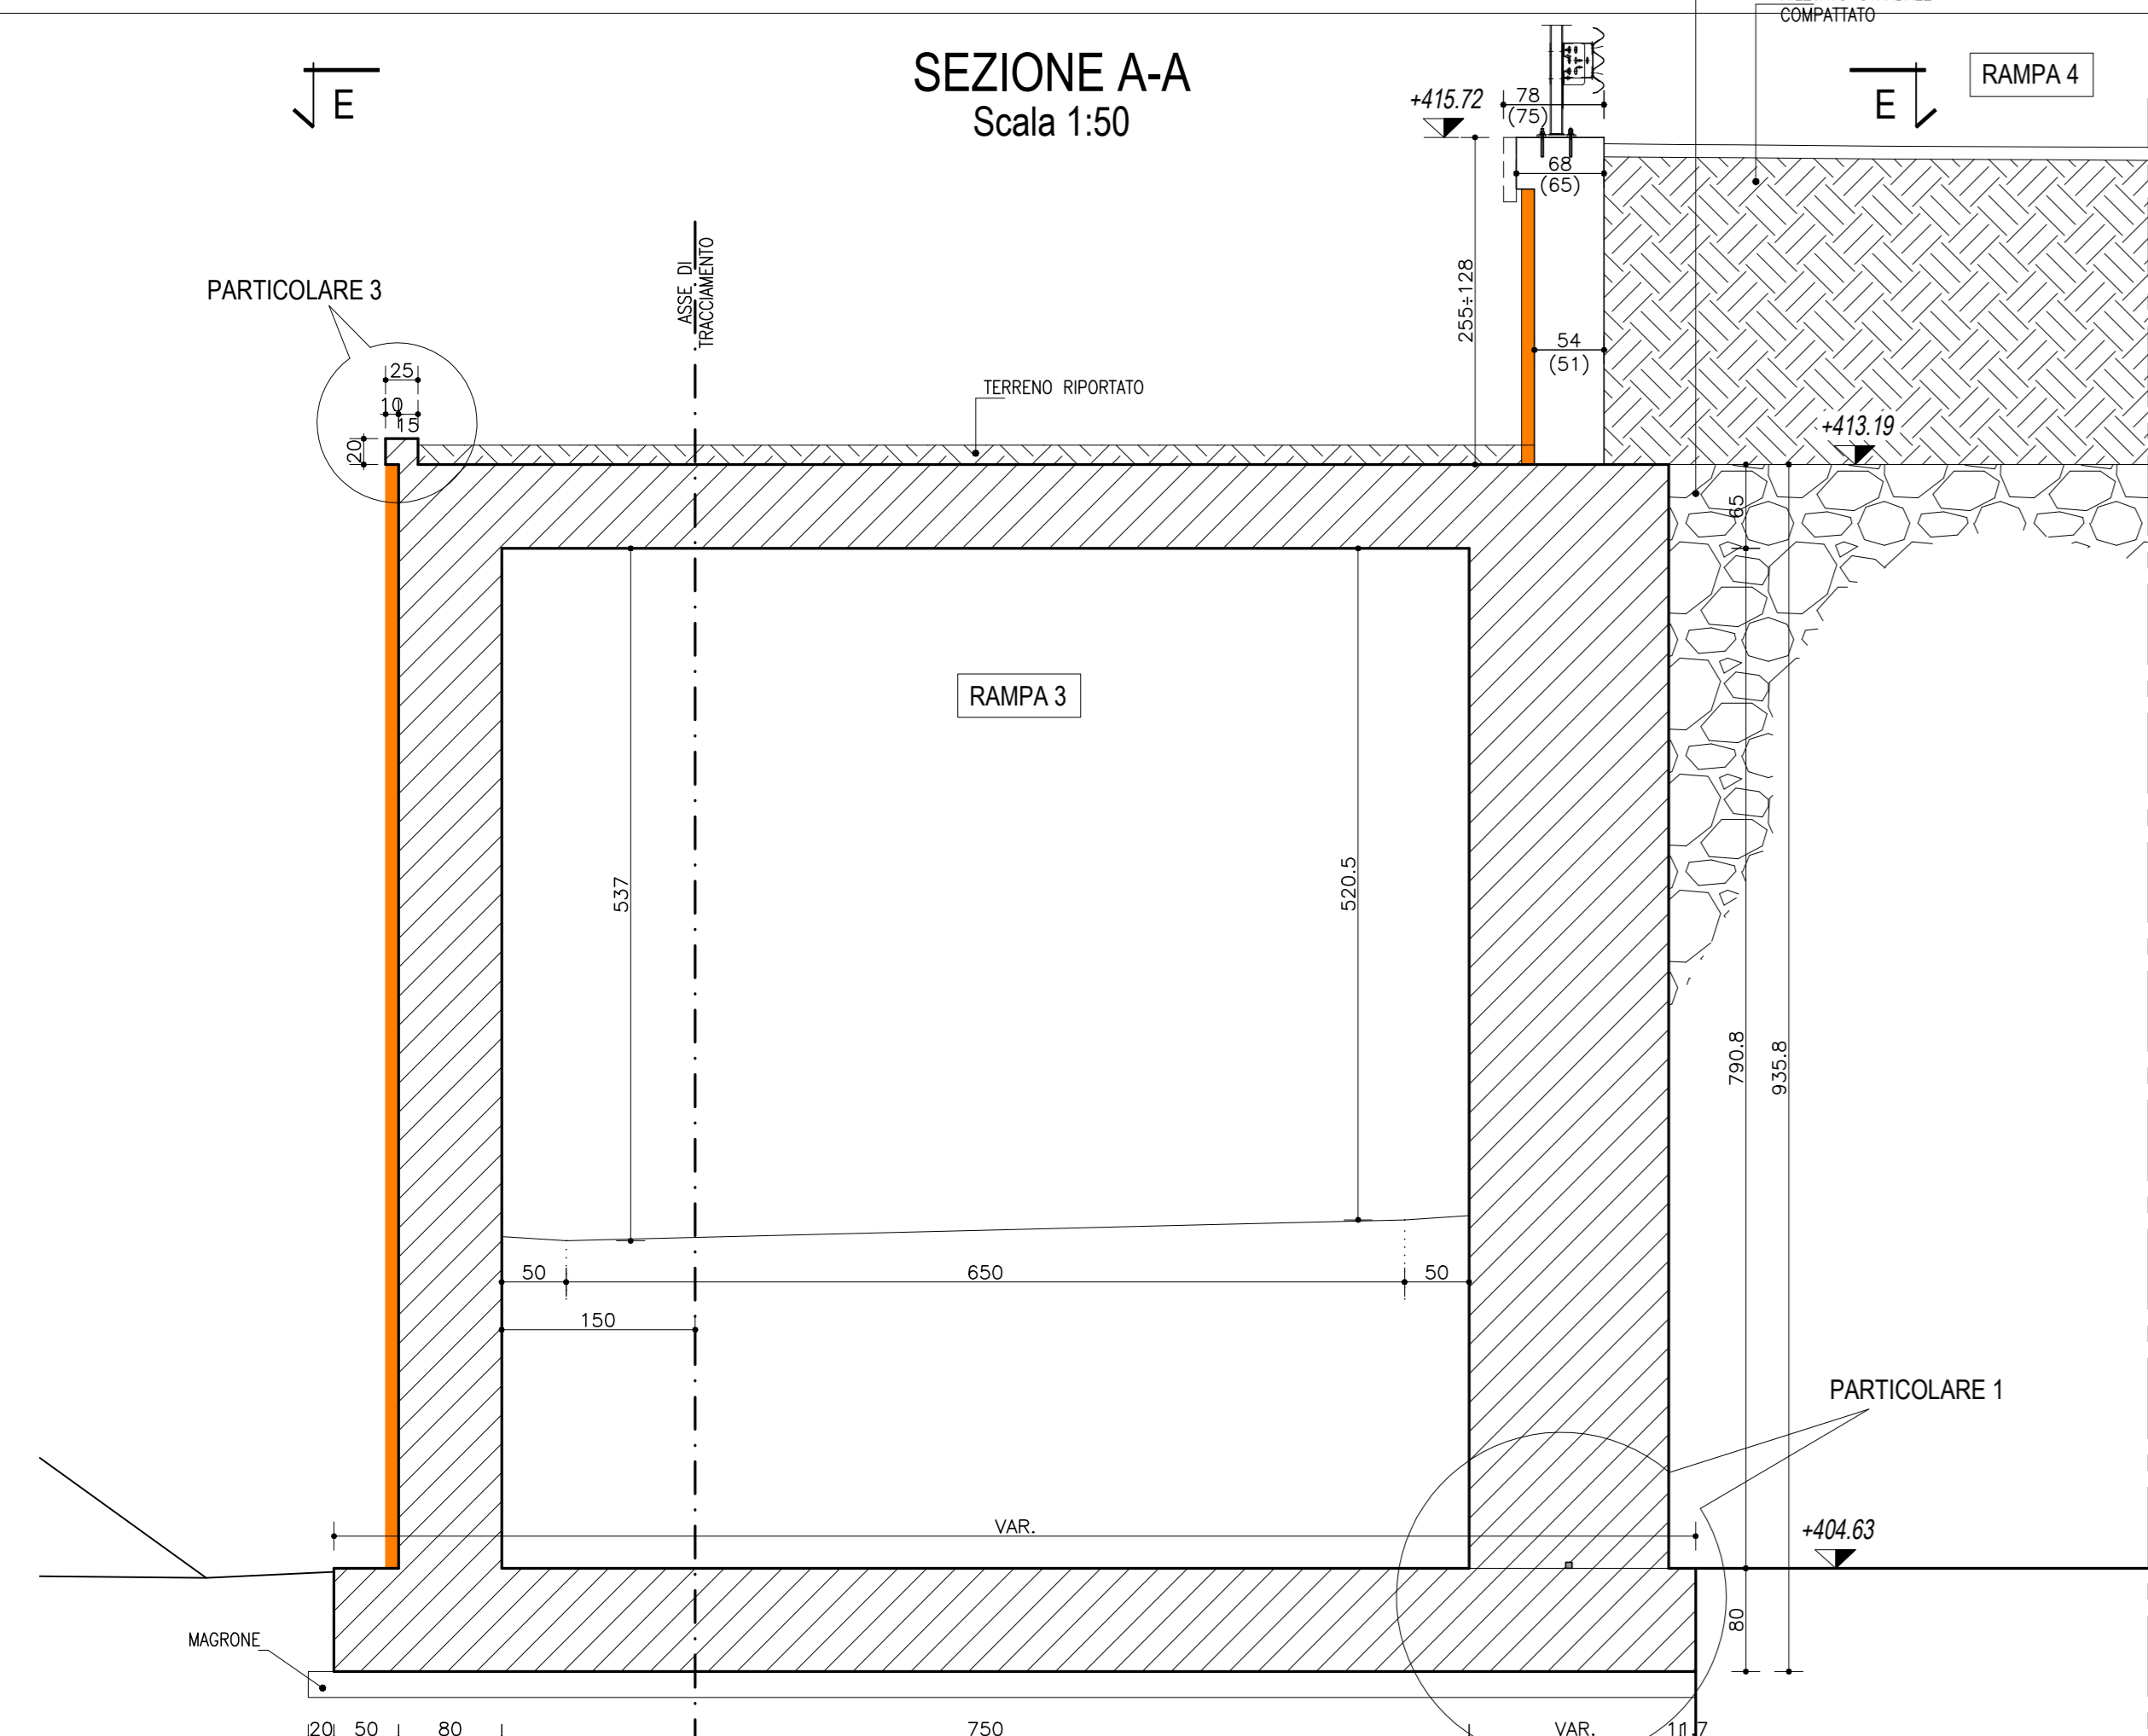 COMPATTATO
SEZIONE A-A
Scala 1:50
E
E
RAMPA 4
+415.72
78
(75)
68
(65)
255÷128
54
(51)
PARTICOLARE 3
ASSE DI
TRACCIAMENTO
25
10
15
20
TERRENO RIPORTATO
+413.19
65
RAMPA 3
537
520.5
790.8
935.8
50
650
50
150
PARTICOLARE 1
VAR.
+404.63
80
MAGRONE
20
50
80
750
VAR.